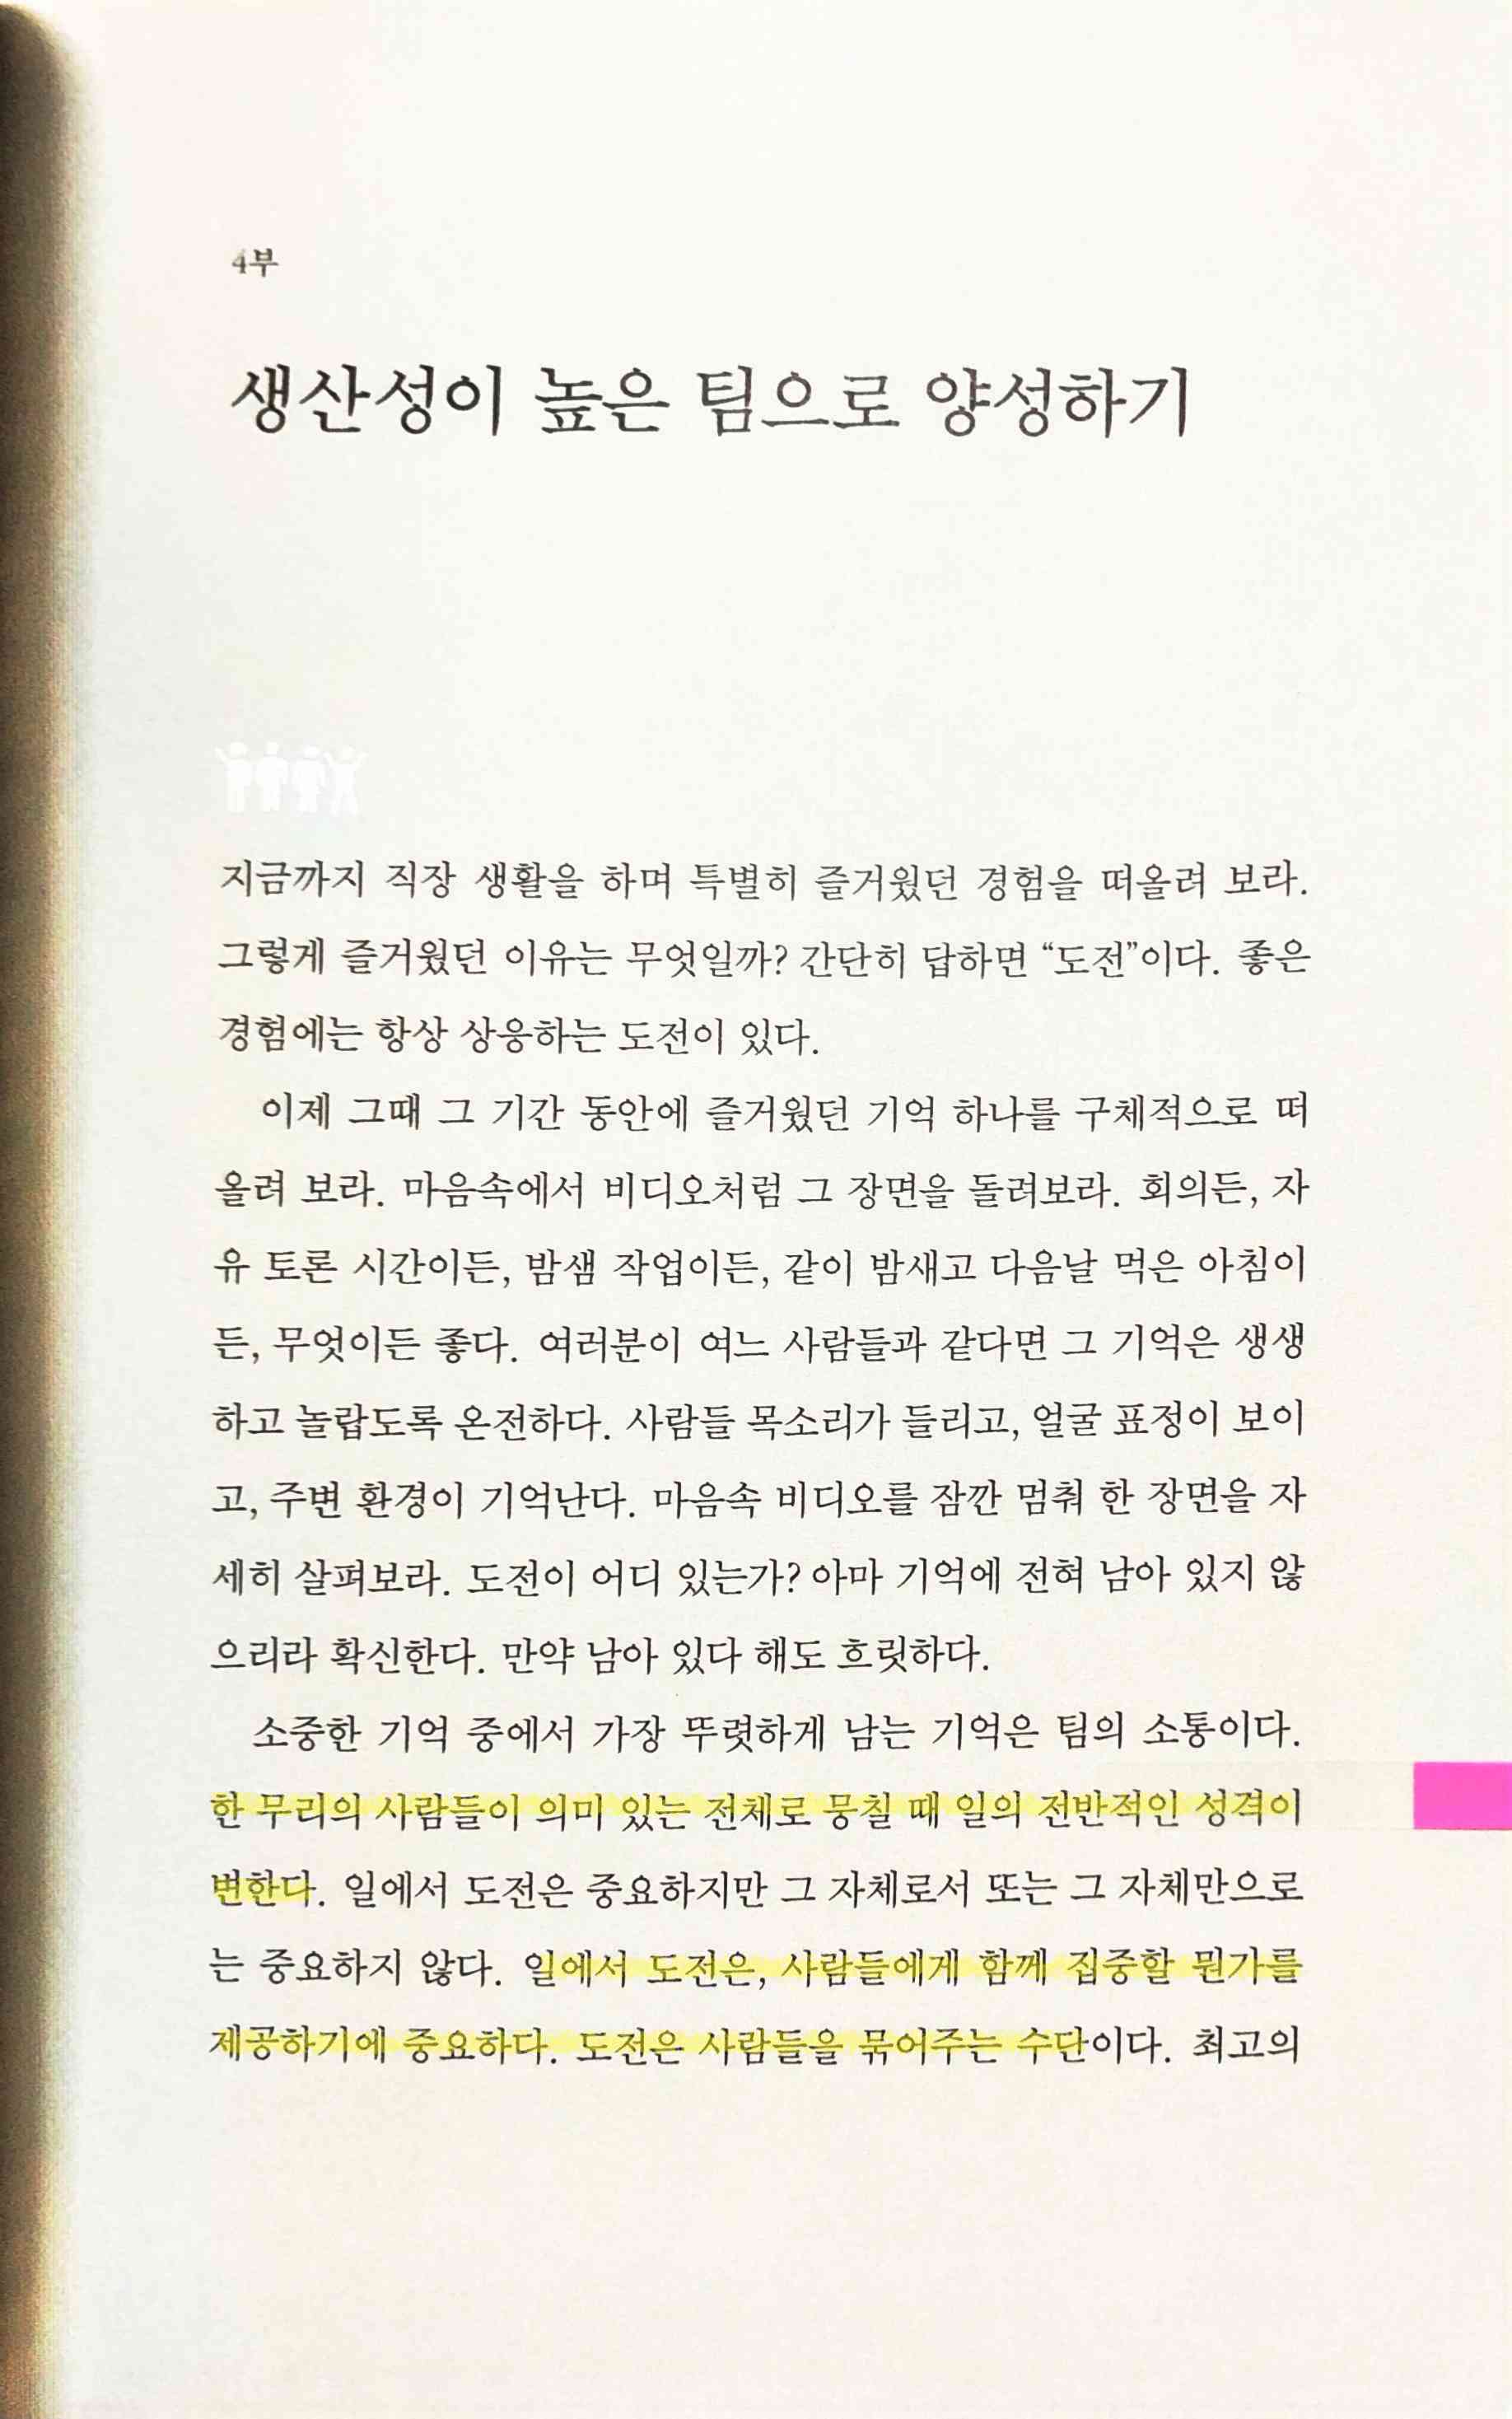 4부
생산성이 높은 팀으로 양성하기
지금까지 직장 생활을 하며 특별히 즐거웠던 경험을 떠올려 보라.
그렇게 즐거웠던 이유는 무엇일까? 간단히 답하면 “도전”이다. 좋은
경험에는 항상 상응하는 도전이 있다.
이제 그때 그 기간 동안에 즐거웠던 기억 하나를 구체적으로 떠
올려 보라. 마음속에서 비디오처럼 그 장면을 돌려보라. 회의든, 자
유 토론 시간이든, 밤샘 작업이든, 같이 밤새고 다음날 먹은 아침이
든, 무엇이든 좋다. 여러분이 여느 사람들과 같다면 그 기억은 생생
하고 놀랍도록 온전하다. 사람들 목소리가 들리고, 얼굴 표정이 보이
고, 주변 환경이 기억난다. 마음속 비디오를 잠깐 멈춰 한 장면을 자
세히 살펴보라. 도전이 어디 있는가? 아마 기억에 전혀 남아 있지 않
으리라 확신한다. 만약 남아 있다 해도 흐릿하다.
소중한 기억 중에서 가장 뚜렷하게 남는 기억은 팀의 소통이다.
한 무리의 사람들이 의미 있는 전체로 뭉칠 때 일의 전반적인 성격이
변한다. 일에서 도전은 중요하지만 그 자체로서 또는 그 자체만으로
는 중요하지 않다. 일에서 도전은, 사람들에게 함께 집중할 뭔가를
제공하기에 중요하다. 도전은 사람들을 묶어주는 수단이다. 최고의